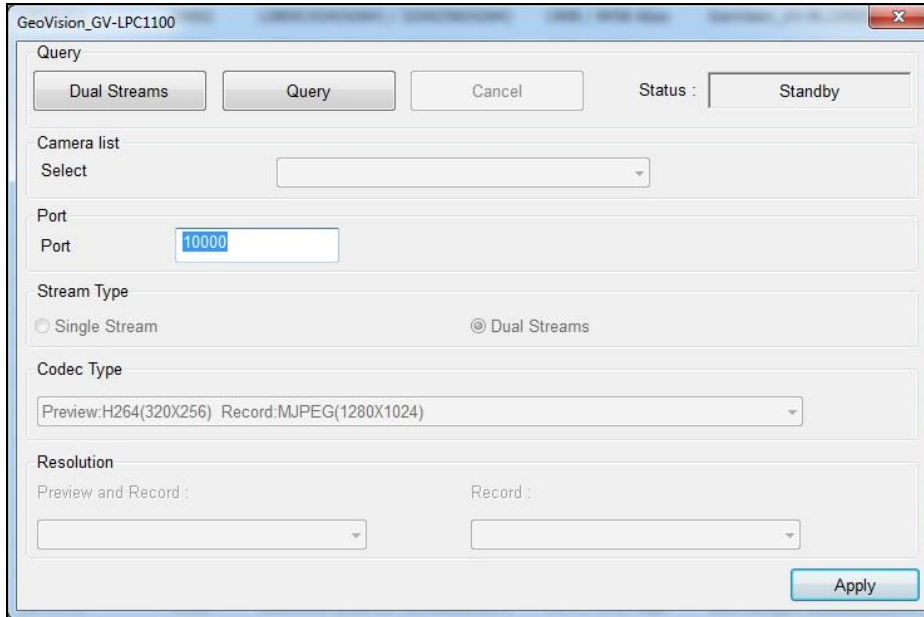 GeoVision_GV-LPC1100
Query
Dual Streams Query Cancel Status : Standby
Camera list
Select
Port
Port 10000
Stream Type
Single Stream Dual Streams
Codec Type
Preview:H264(320X256) Record:MJPEG(1280X1024)
Resolution
Preview and Record : Record :
Apply